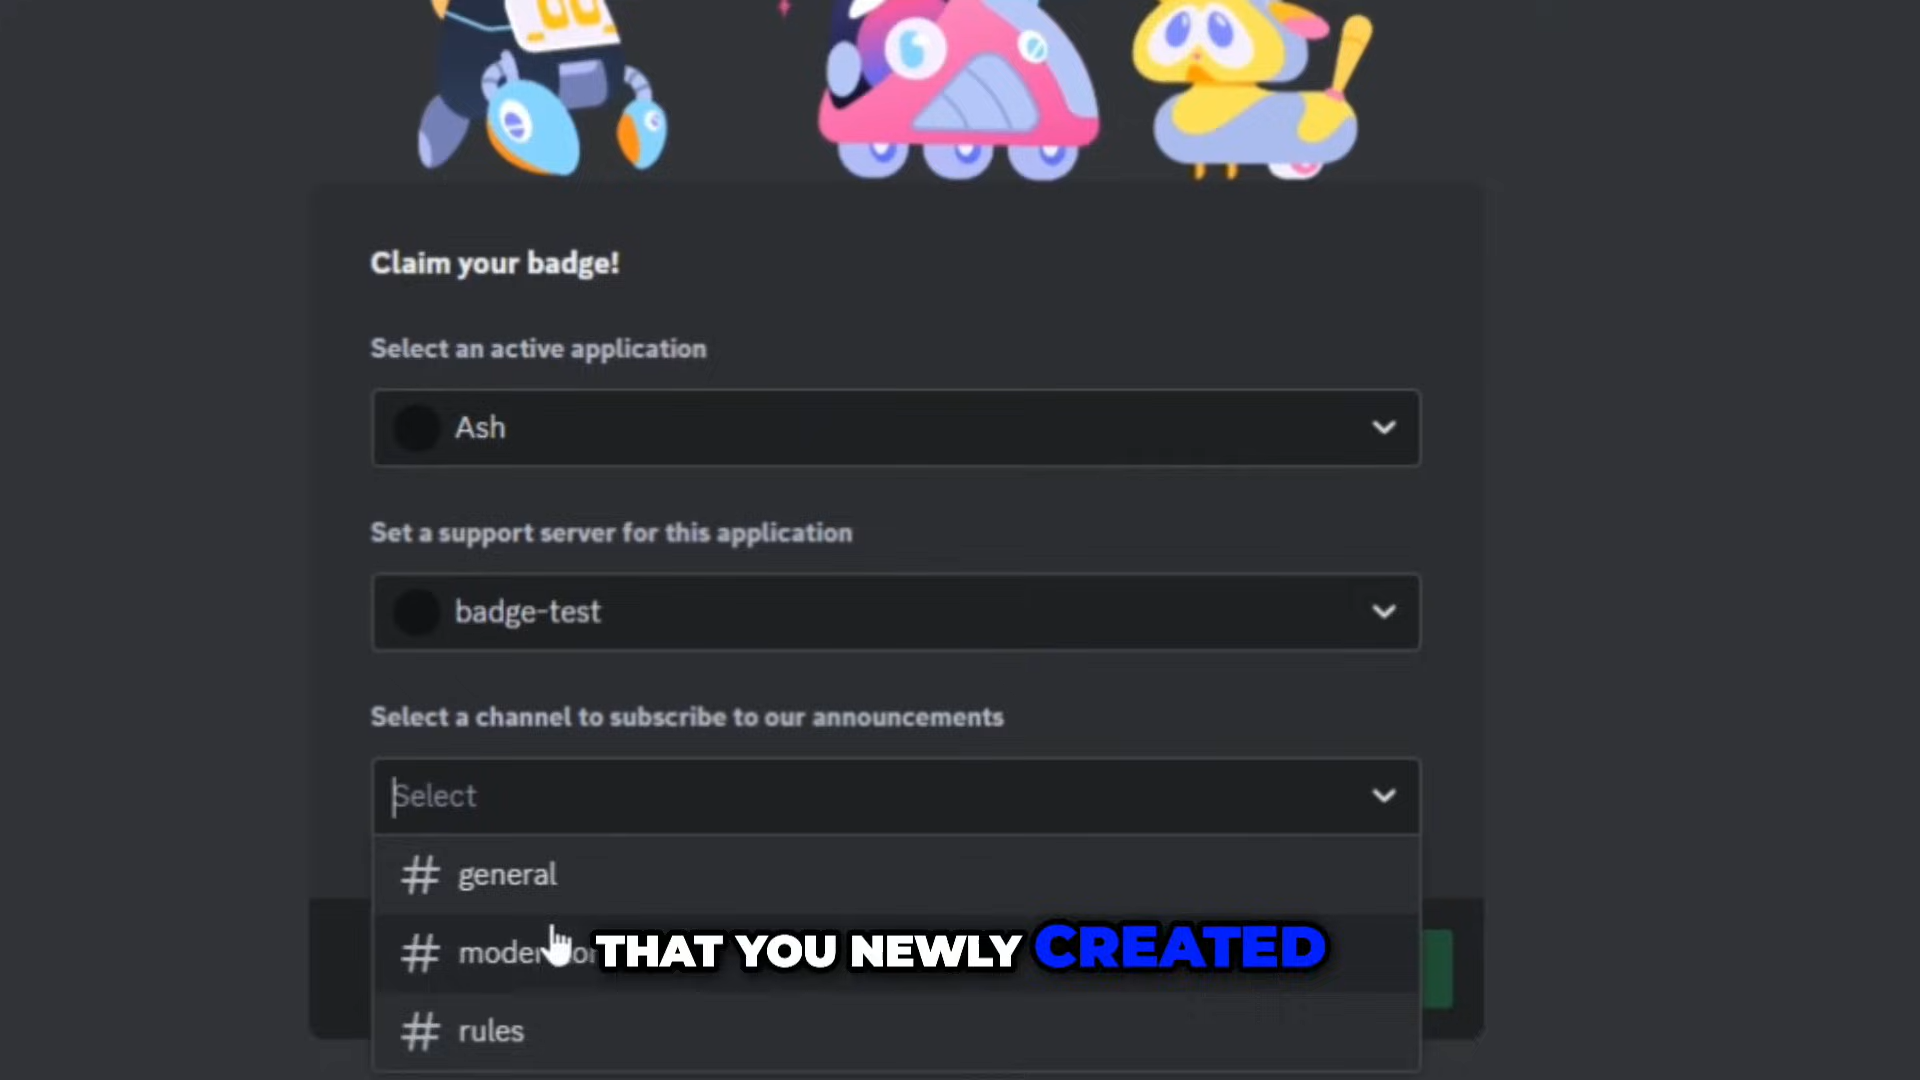 Claim your badge!
Select an active application
Ash
Set a support server for this application
badge-test
Select a channel to subscribe to our announcements
Select
# general
#
THAT YOU NEWLY CREATED
# rules